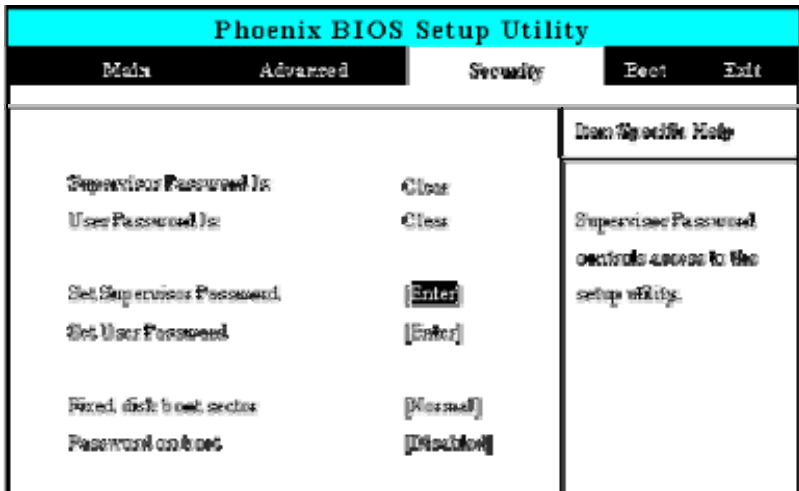 Phoenix BIOS Setup Utility
Main Advanced Security Boot Exit
Item Specific Help
Supervisor Password Is: Clear
User Password Is: Clear
Supervisor Password
controls access to the
setup utility.
Set Supervisor Password [Enter]
Set User Password [Enter]
Fixed disk boot sector [Normal]
Password on boot [Disabled]